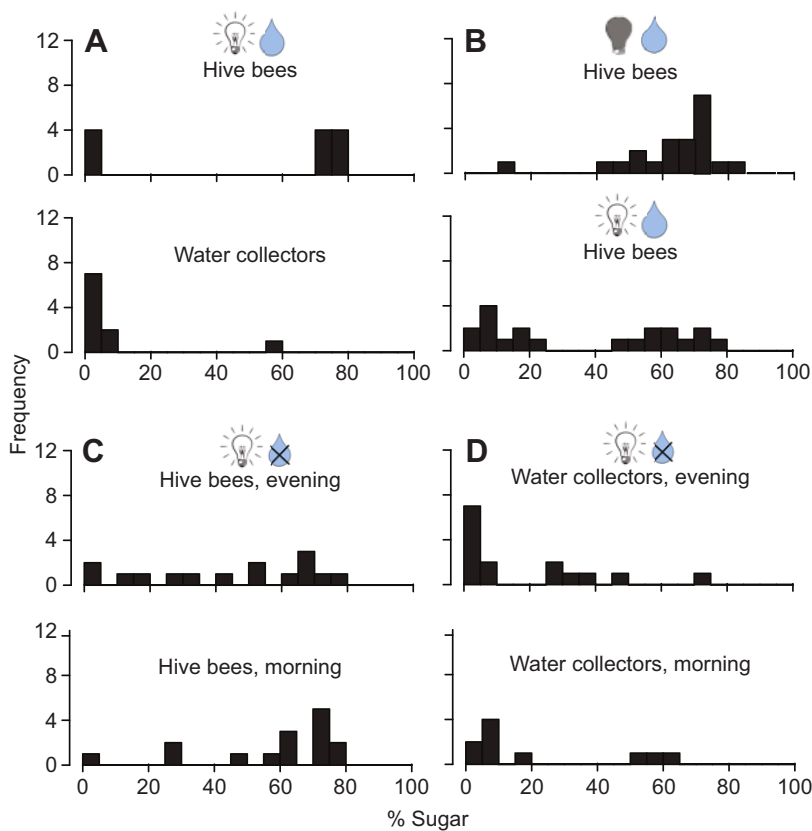 A
Hive bees
12
8
4
0
Water collectors
12
8
4
0
0 20 40 60 80 100
B
Hive bees
Hive bees
0 20 40 60 80 100
Frequency
C
Hive bees, evening
12
8
4
0
Hive bees, morning
12
8
4
0
0 20 40 60 80 100
D
Water collectors, evening
Water collectors, morning
0 20 40 60 80 100
% Sugar